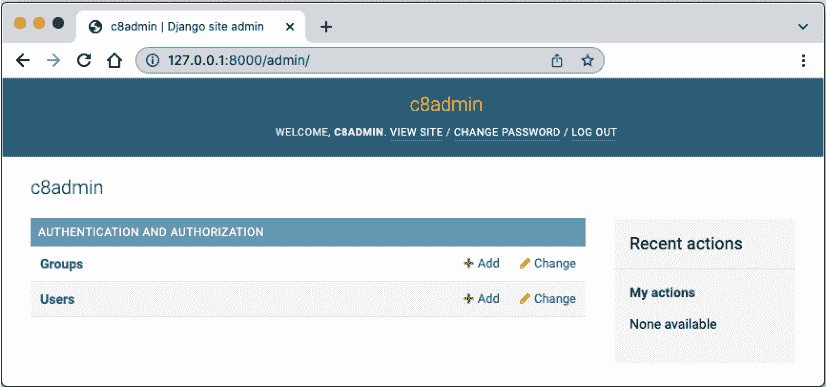 c8admin | Django site admin
127.0.0.1:8000/admin/
c8admin
WELCOME, C8ADMIN. VIEW SITE / CHANGE PASSWORD / LOG OUT
c8admin
AUTHENTICATION AND AUTHORIZATION
Groups Add Change
Users Add Change
Recent actions
My actions
None available